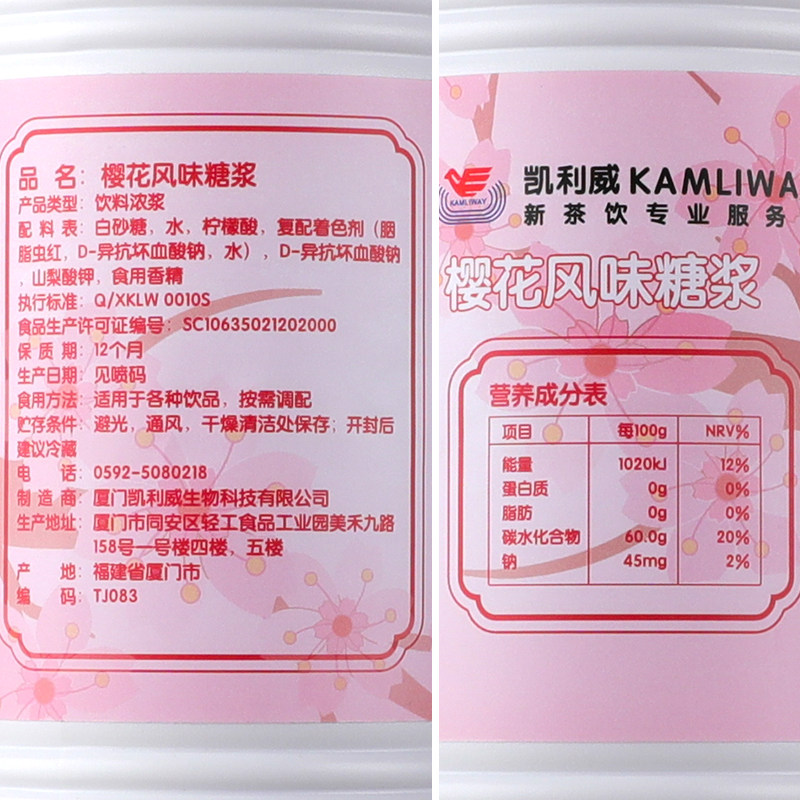 品 名：樱花风味糖浆
产品类型：饮料浓浆
配 料 表：白砂糖，水，柠檬酸，复配着色剂（胭
脂虫红，D-异抗坏血酸钠，水），D-异抗坏血酸钠
，山梨酸钾，食用香精
执行标准：Q/XKLW 0010S
食品生产许可证编号：SC10635021202000
保 质 期：12个月
生产日期：见喷码
食用方法：适用于各种饮品，按需调配
贮存条件：避光，通风，干燥清洁处保存；开封后
建议冷藏
电 话：0592-5080218
制 造 商：厦门凯利威生物科技有限公司
生产地址：厦门市同安区轻工食品工业园美禾九路
158号一号楼四楼，五楼
产 地：福建省厦门市
编 码：TJ083
KAMLIWAY
凯利威 KAMLIWA
新茶饮专业服务
樱花风味糖浆
营养成分表
项目 每100g NRV%
能量 1020kJ 12%
蛋白质 0g 0%
脂肪 0g 0%
碳水化合物 60.0g 20%
钠 45mg 2%